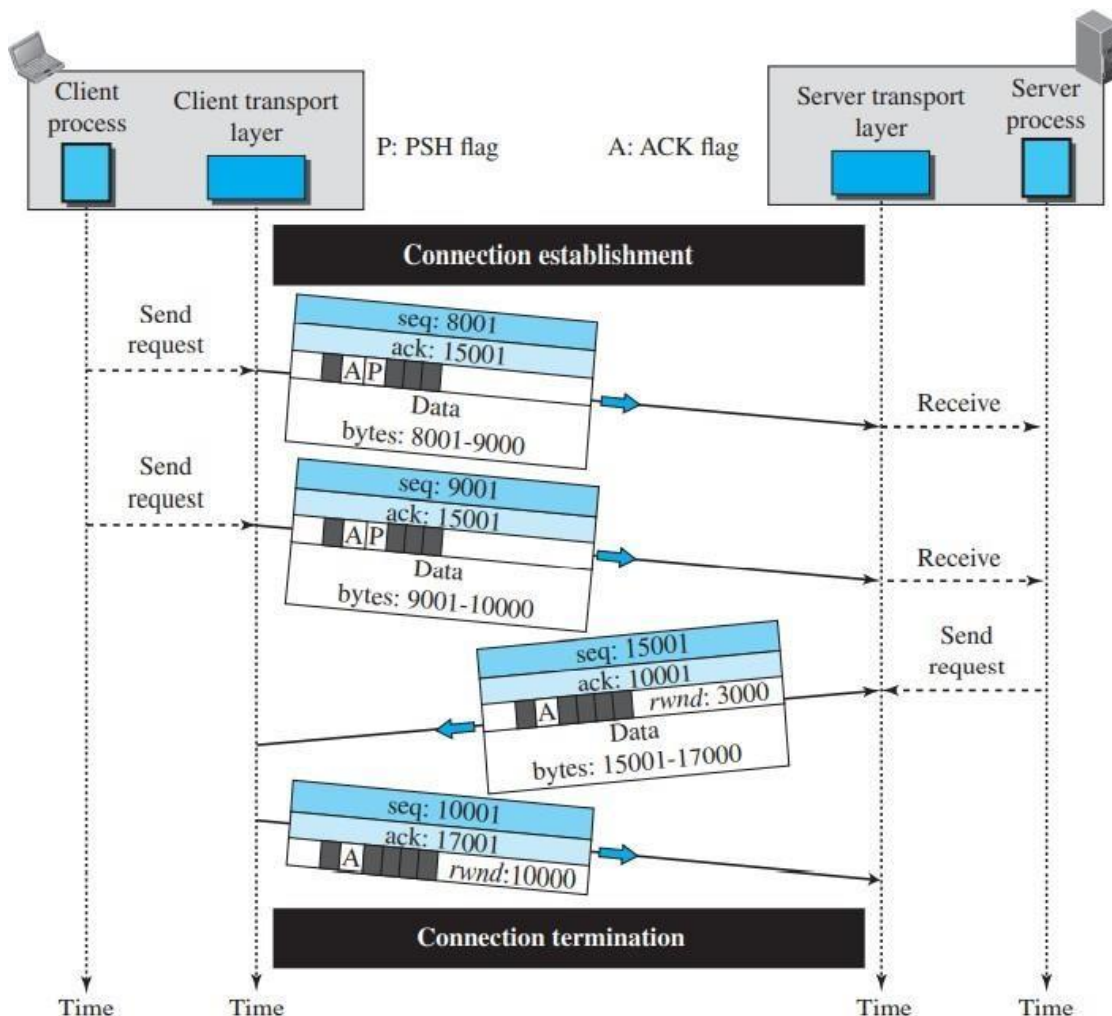 Client
process
Client transport
layer
P: PSH flag
A: ACK flag
Server transport
layer
Server
process
Connection establishment
Send
request
seq: 8001
ack: 15001
A P
Data
bytes: 8001-9000
Receive
Send
request
seq: 9001
ack: 15001
A P
Data
bytes: 9001-10000
Receive
Send
request
seq: 15001
ack: 10001
A rwnd: 3000
Data
bytes: 15001-17000
seq: 10001
ack: 17001
A rwnd:10000
Connection termination
Time
Time
Time
Time